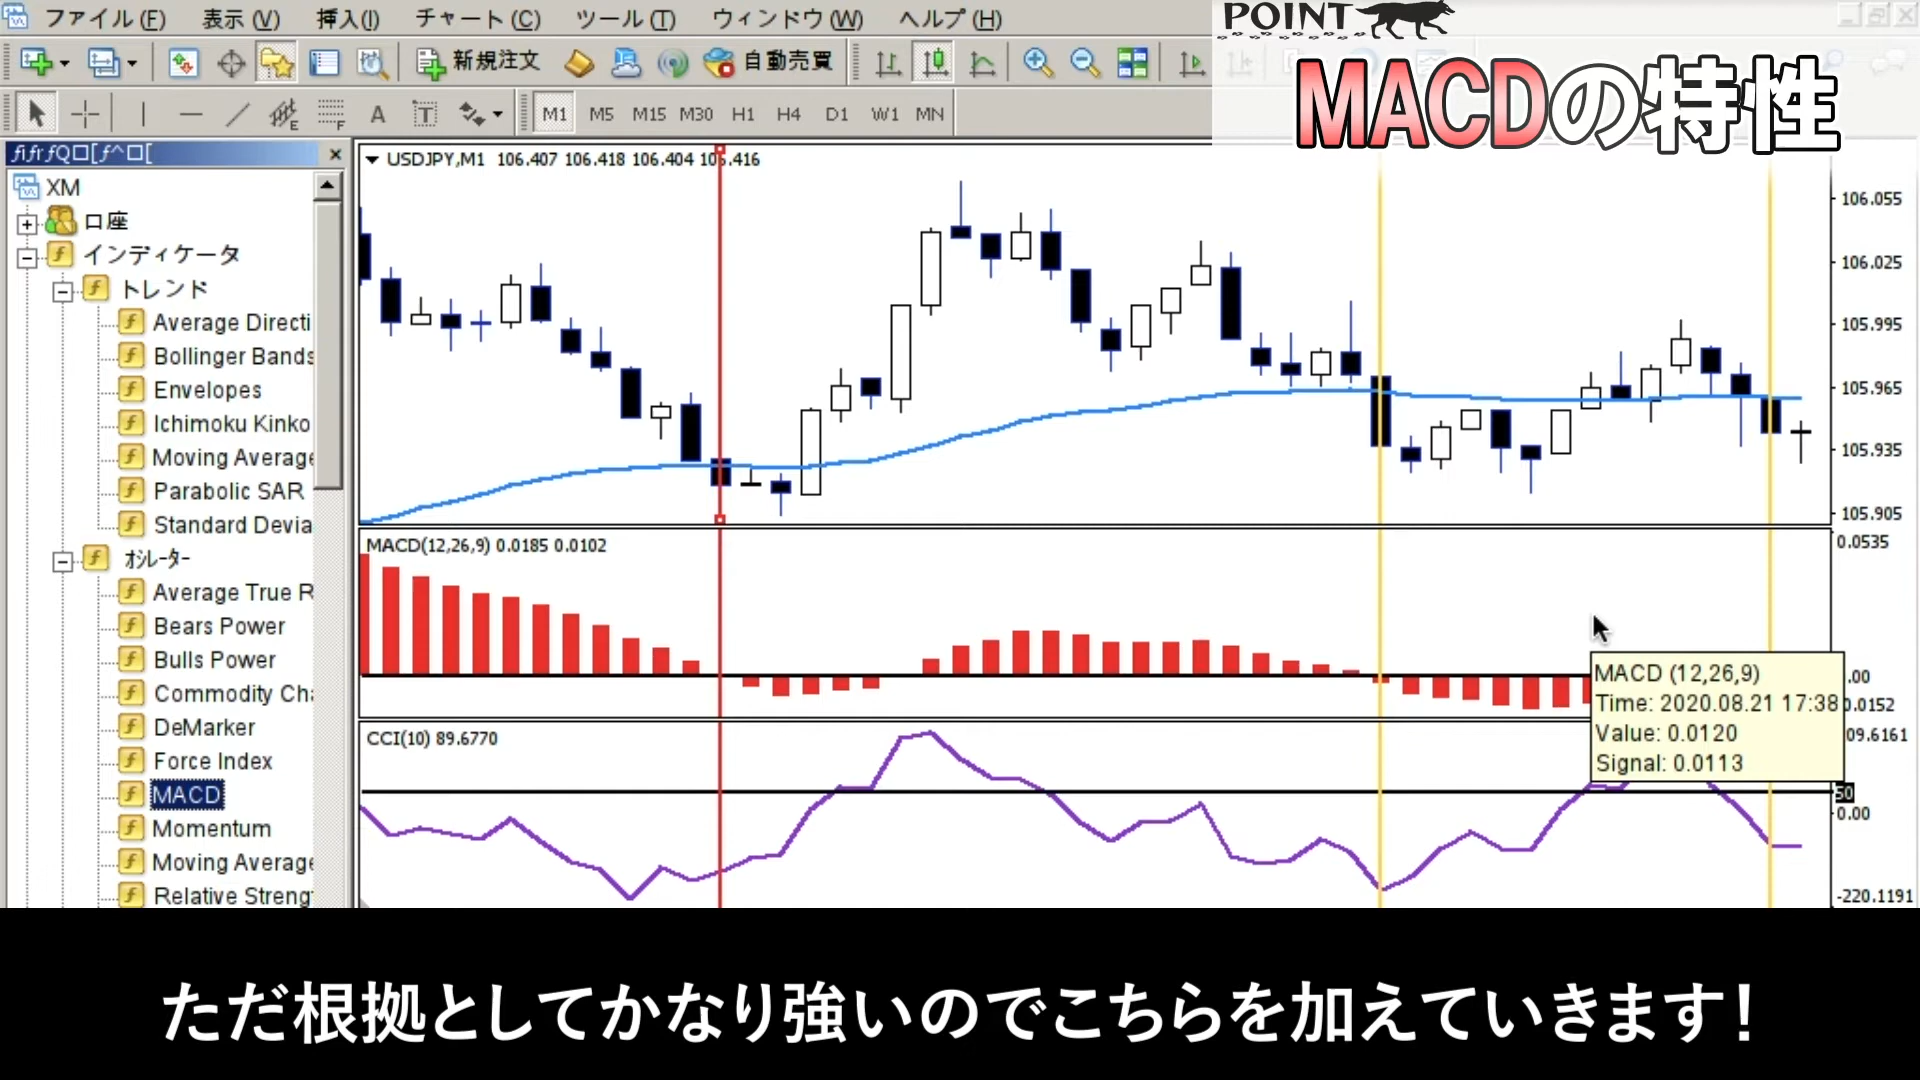 ファイル (F) 表示 (V) 挿入(I) チャート (C) ツール (T) ウィンドウ (W) ヘルプ (H)
POINT
MACDの特性
新規注文 自動売買
E F A T
M1 M5 M15 M30 H1 H4 D1 W1 MN
XM
口座
インディケータ
トレンド
Average Directi
Bollinger Bands
Envelopes
Ichimoku Kinko
Moving Average
Parabolic SAR
Standard Devia
オシレーター
Average True R
Bears Power
Bulls Power
Commodity Cha
DeMarker
Force Index
MACD
Momentum
Moving Average
Relative Streng
USDJPY,M1 106.407 106.418 106.404 106.416
106.055
106.025
105.995
105.965
105.935
105.905
MACD(12,26,9) 0.0185 0.0102
0.0535
.00
0.0152
MACD (12,26,9)
Time: 2020.08.21 17:38
Value: 0.0120
Signal: 0.0113
CCI(10) 89.6770
09.6161
50
0.00
-220.1191
ただ根拠としてかなり強いのでこちらを加えていきます！